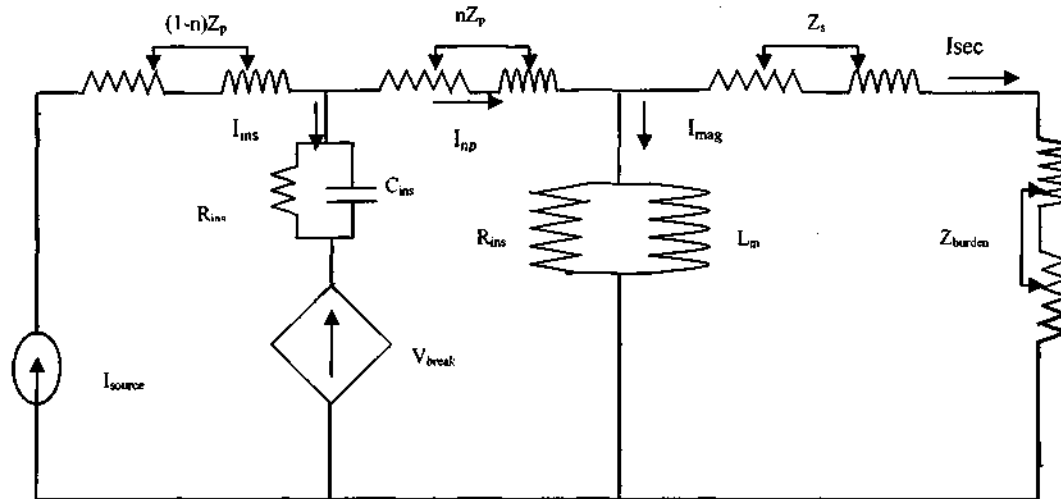 (1-n)Zp
nZp
Zs
Isec
Iins
Inp
Imag
Cins
Rins
Rins
Lm
Zburden
Vbreak
Isource